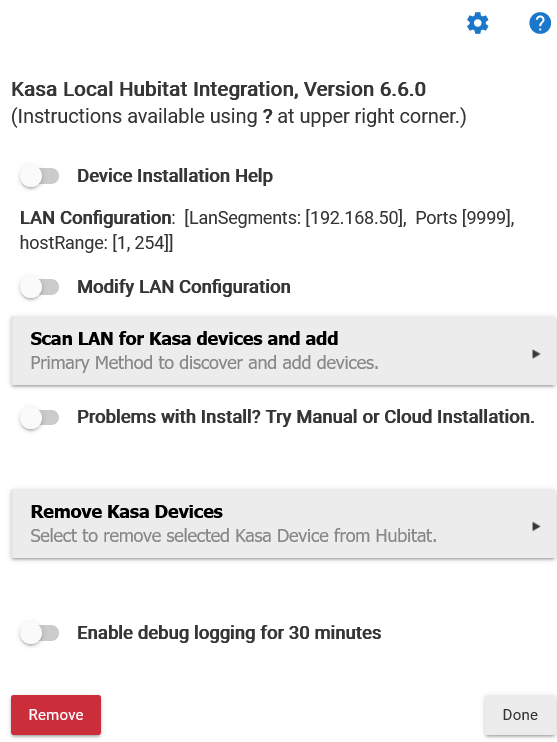 ?
Kasa Local Hubitat Integration, Version 6.6.0
(Instructions available using ? at upper right corner.)
Device Installation Help
LAN Configuration:  [LanSegments: [192.168.50],  Ports [9999],
hostRange: [1, 254]]
Modify LAN Configuration
Scan LAN for Kasa devices and add
Primary Method to discover and add devices.
Problems with Install? Try Manual or Cloud Installation.
Remove Kasa Devices
Select to remove selected Kasa Device from Hubitat.
Enable debug logging for 30 minutes
Remove
Done